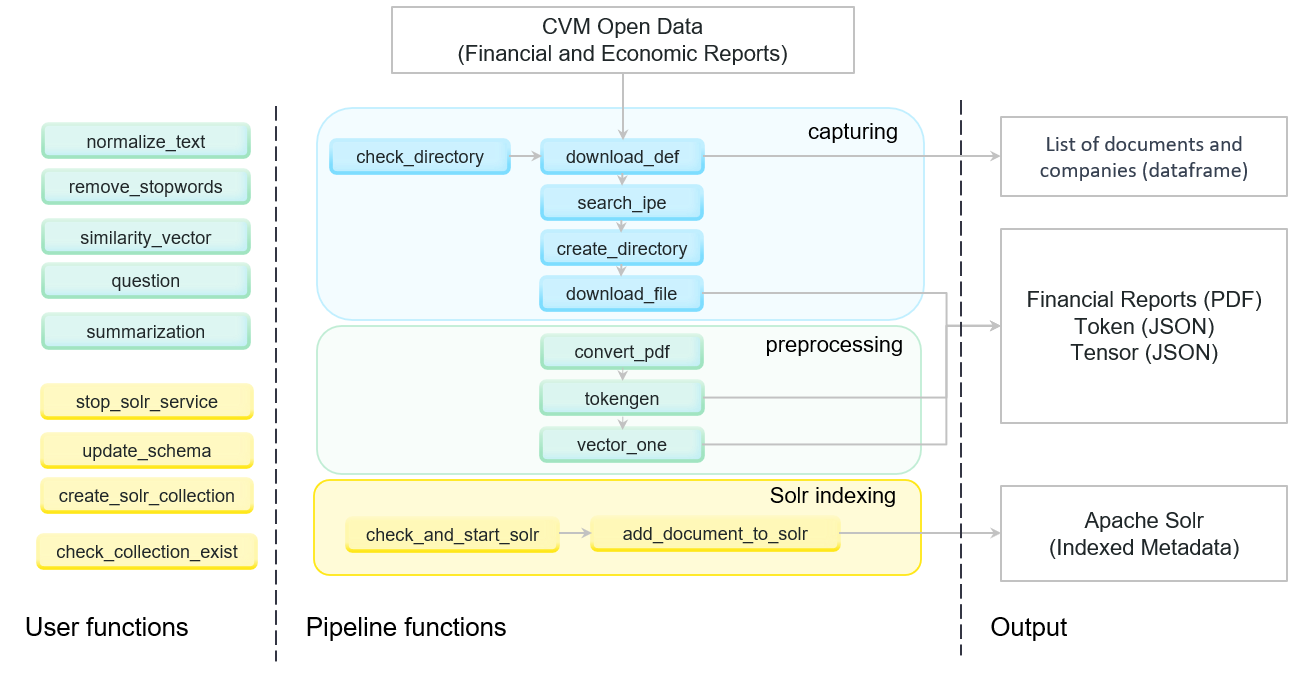 CVM Open Data
(Financial and Economic Reports)
normalize_text
remove_stopwords
similarity_vector
question
summarization
stop_solr_service
update_schema
create_solr_collection
check_collection_exist
User functions
capturing
check_directory
download_def
search_ipe
create_directory
download_file
preprocessing
convert_pdf
tokengen
vector_one
Solr indexing
check_and_start_solr
add_document_to_solr
Pipeline functions
List of documents and
companies (dataframe)
Financial Reports (PDF)
Token (JSON)
Tensor (JSON)
Apache Solr
(Indexed Metadata)
Output